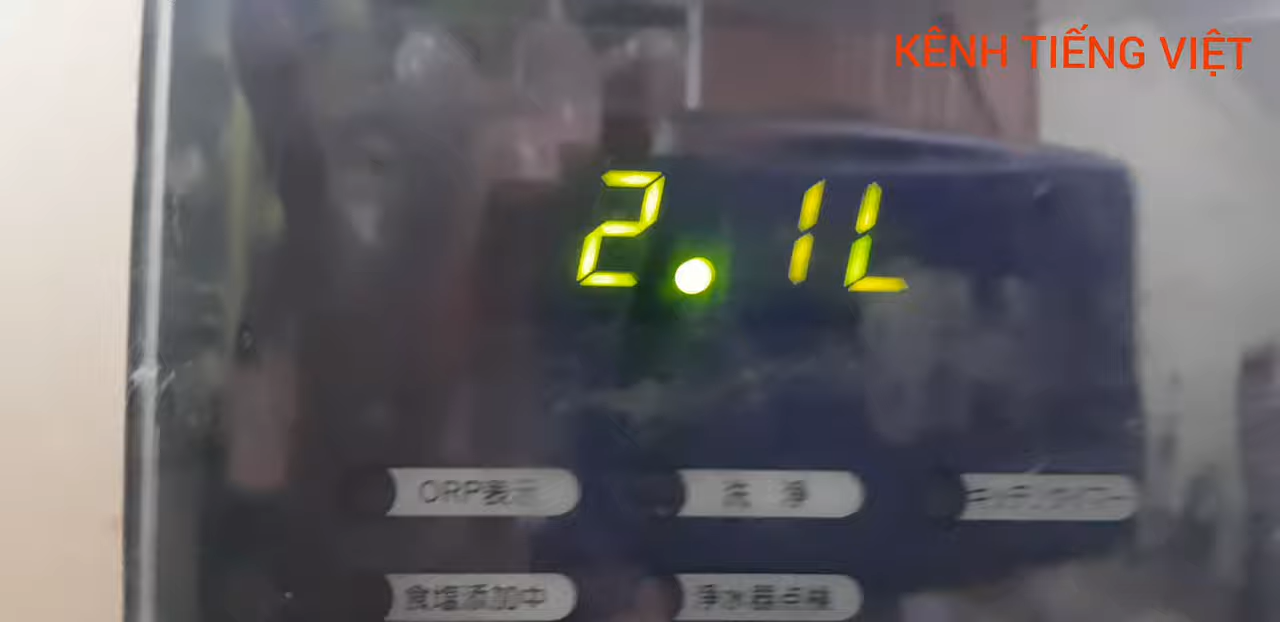 KÊNH TIẾNG VIỆT
2.1L
ORP表示
洗 浄
食塩添加中
浄水器点検